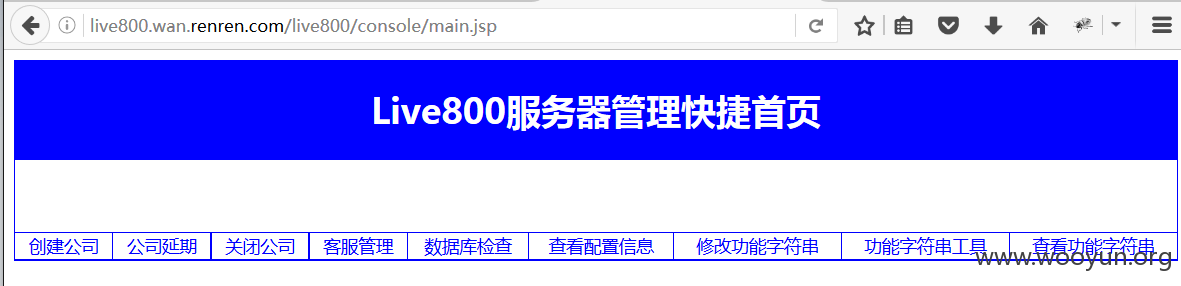 live800.wan.renren.com/live800/console/main.jsp
Live800服务器管理快捷首页
创建公司 公司延期 关闭公司 客服管理 数据库检查 查看配置信息 修改功能字符串 功能字符串工具 查看功能字符串
www.wooyun.org